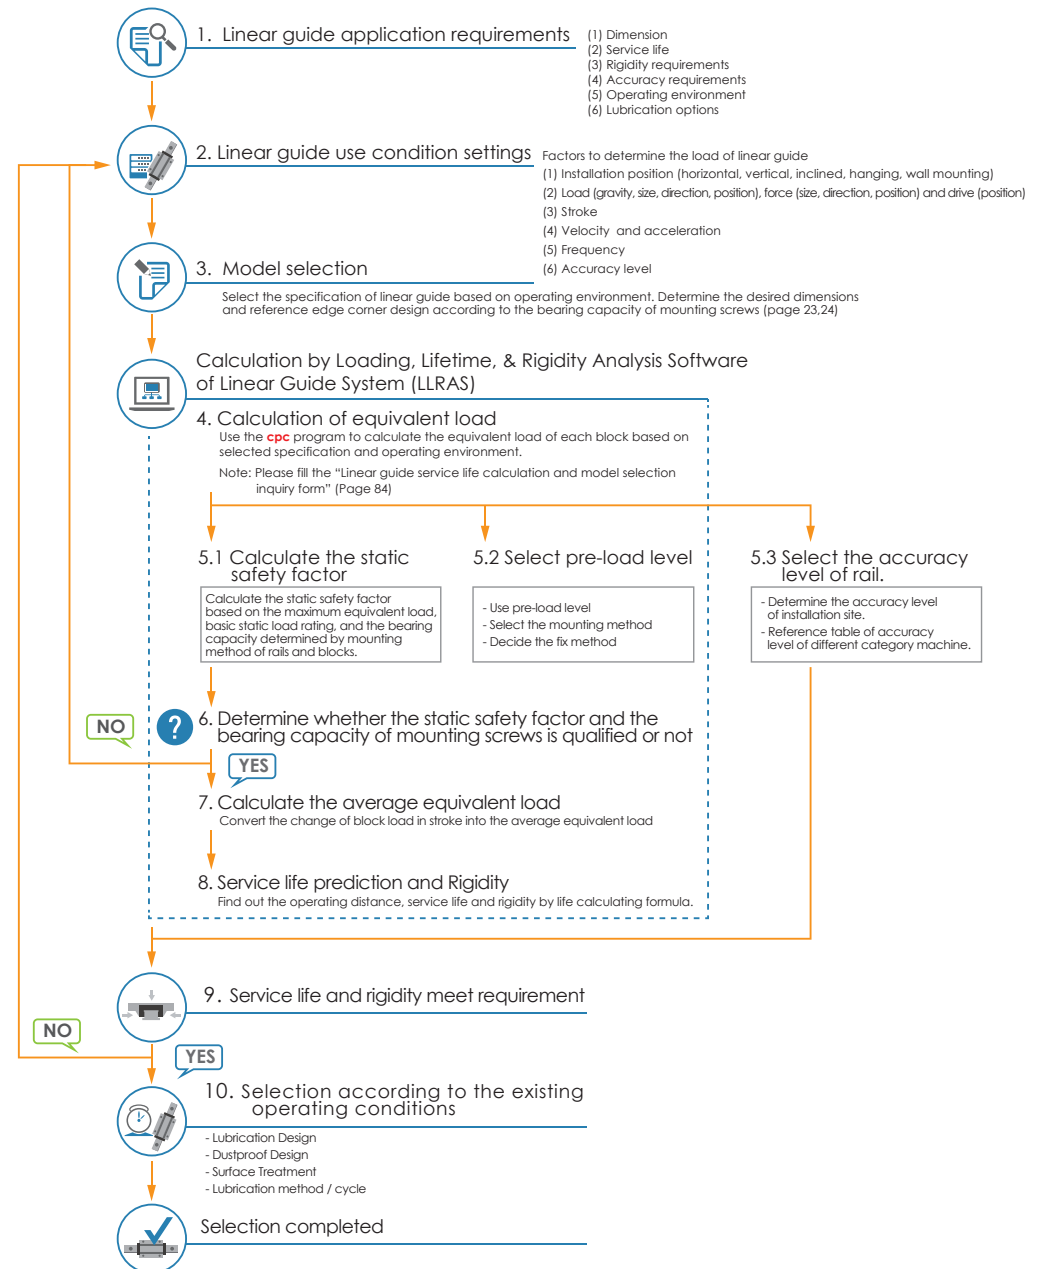 1. Linear guide application requirements
(1) Dimension
(2) Service life
(3) Rigidity requirements
(4) Accuracy requirements
(5) Operating environment
(6) Lubrication options
2. Linear guide use condition settings
Factors to determine the load of linear guide
(1) Installation position (horizontal, vertical, inclined, hanging, wall mounting)
(2) Load (gravity, size, direction, position), force (size, direction, position) and drive (position)
(3) Stroke
(4) Velocity and acceleration
(5) Frequency
(6) Accuracy level
3. Model selection
Select the specification of linear guide based on operating environment. Determine the desired dimensions
and reference edge corner design according to the bearing capacity of mounting screws (page 23,24)
Calculation by Loading, Lifetime, & Rigidity Analysis Software
of Linear Guide System (LLRAS)
4. Calculation of equivalent load
Use the cpc program to calculate the equivalent load of each block based on
selected specification and operating environment.
Note: Please fill the “Linear guide service life calculation and model selection
inquiry form” (Page 84)
5.1 Calculate the static
safety factor
Calculate the static safety factor
based on the maximum equivalent load,
basic static load rating, and the bearing
capacity determined by mounting
method of rails and blocks.
5.2 Select pre-load level
- Use pre-load level
- Select the mounting method
- Decide the fix method
5.3 Select the accuracy
level of rail.
- Determine the accuracy level
of installation site.
- Reference table of accuracy
level of different category machine.
NO
?
6. Determine whether the static safety factor and the
bearing capacity of mounting screws is qualified or not
YES
7. Calculate the average equivalent load
Convert the change of block load in stroke into the average equivalent load
8. Service life prediction and Rigidity
Find out the operating distance, service life and rigidity by life calculating formula.
9. Service life and rigidity meet requirement
NO
YES
10. Selection according to the existing
operating conditions
- Lubrication Design
- Dustproof Design
- Surface Treatment
- Lubrication method / cycle
Selection completed